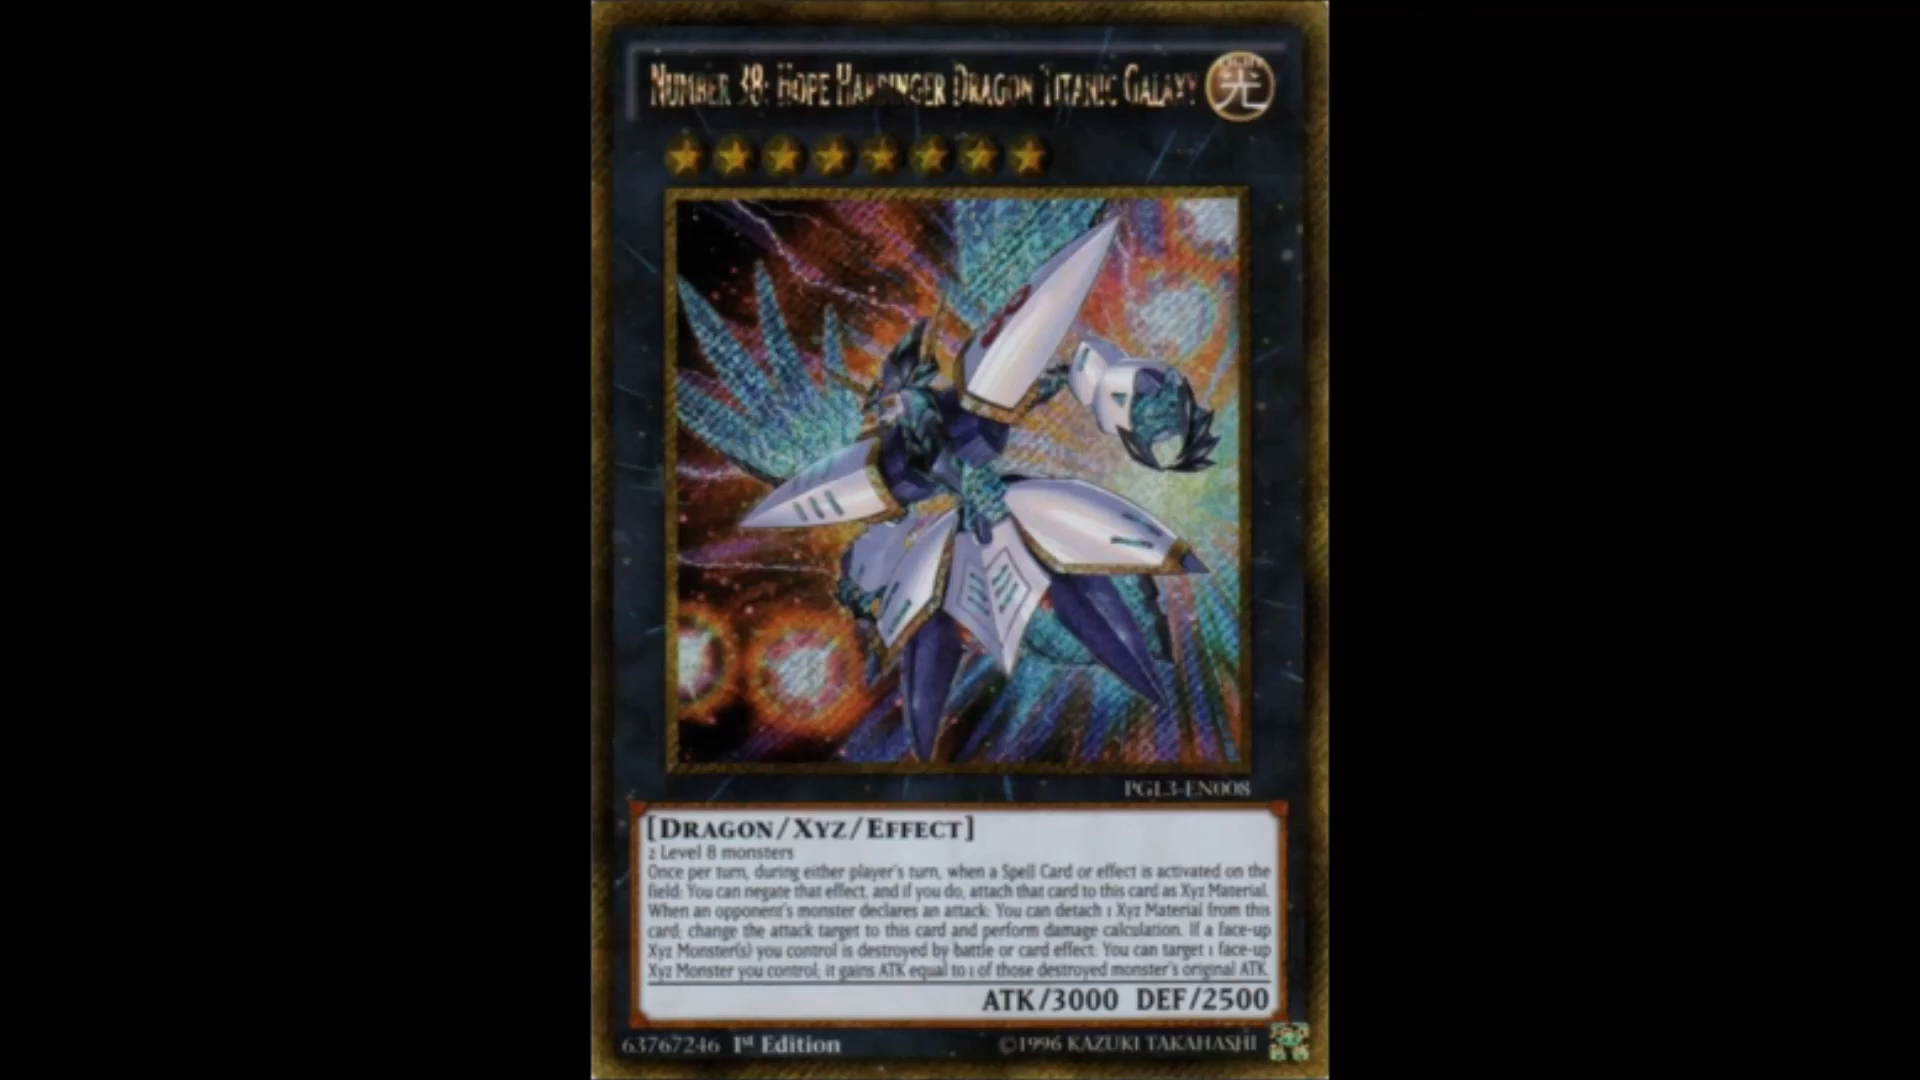 NUMBER 38: HOPE HARBINGER DRAGON TITANIC GALAXY
LIGHT
光
PGL3-EN008
[DRAGON/XYZ/EFFECT]
2 Level 8 monsters
Once per turn, during either player's turn, when a Spell Card or effect is activated on the
field: You can negate that effect, and if you do, attach that card to this card as Xyz Material.
When an opponent's monster declares an attack: You can detach 1 Xyz Material from this
card; change the attack target to this card and perform damage calculation. If a face-up
Xyz Monster(s) you control is destroyed by battle or card effect: You can target 1 face-up
Xyz Monster you control; it gains ATK equal to 1 of those destroyed monster's original ATK.
ATK/3000 DEF/2500
63767246 1st Edition ©1996 KAZUKI TAKAHASHI